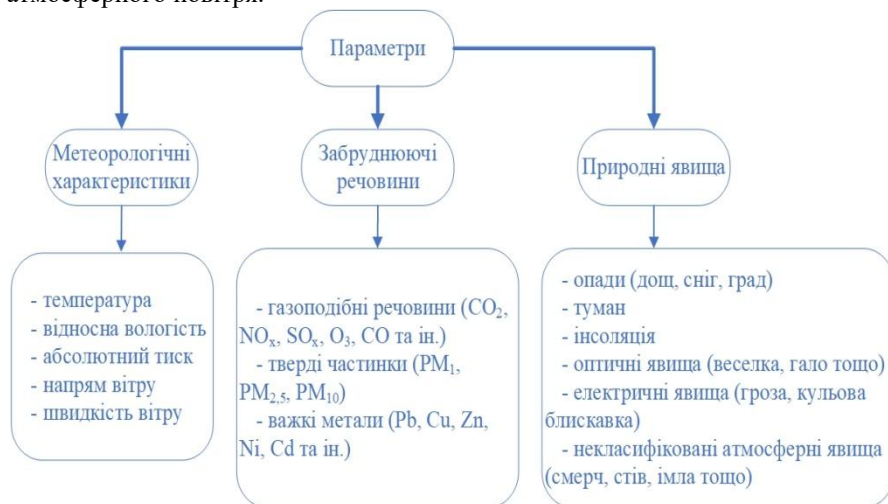 атмосферного повітря.
Параметри
Метеорологічні
характеристики
Забруднюючі
речовини
Природні явища
- температура
- відносна вологість
- абсолютний тиск
- напрям вітру
- швидкість вітру
- газоподібні речовини (CO₂,
NOₓ, SOₓ, O₃, CO та ін.)
- тверді частинки (PM₁,
PM₂,₅, PM₁₀)
- важкі метали (Pb, Cu, Zn,
Ni, Cd та ін.)
- опади (дощ, сніг, град)
- туман
- інсоляція
- оптичні явища (веселка, гало тощо)
- електричні явища (гроза, кульова
блискавка)
- некласифіковані атмосферні явища
(смерч, стів, імла тощо)